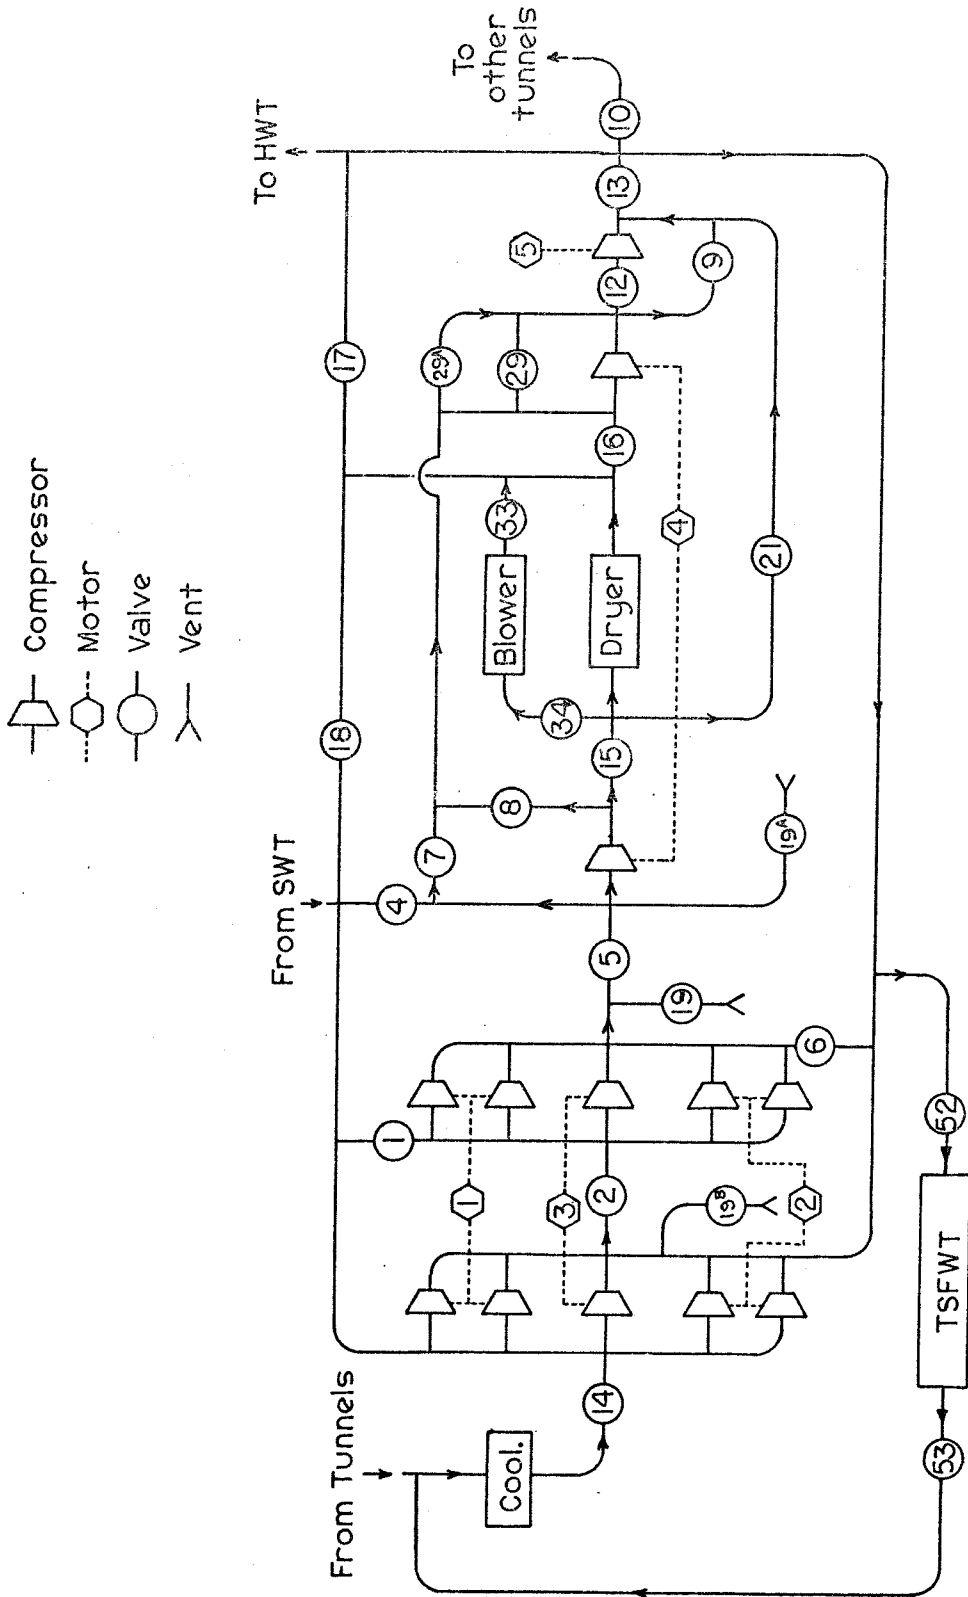 Compressor
Motor
Valve
Vent
From Tunnels
Cool.
14
1
3
2
2
19B
1
6
19
5
From SWT
4
7
8
19A
18
15
34
Blower
33
Dryer
4
21
16
17
29A
29
12
5
9
13
10
To HWT
To
other
tunnels
52
TSFWT
53